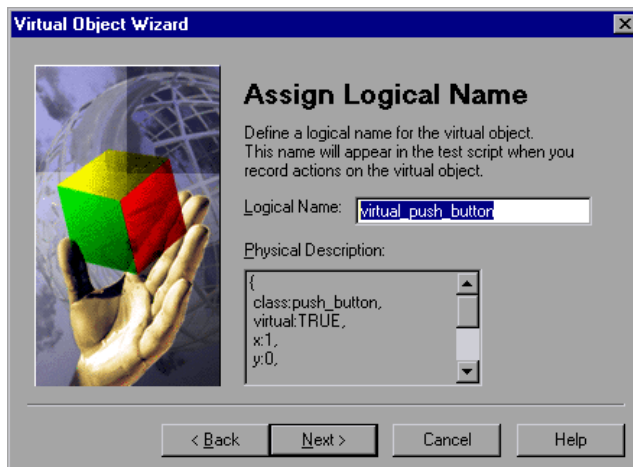 Virtual Object Wizard
Assign Logical Name
Define a logical name for the virtual object.
This name will appear in the test script when you
record actions on the virtual object.
Logical Name: virtual_push_button
Physical Description:
{
class:push_button,
virtual:TRUE,
x:1,
y:0,
< Back Next > Cancel Help